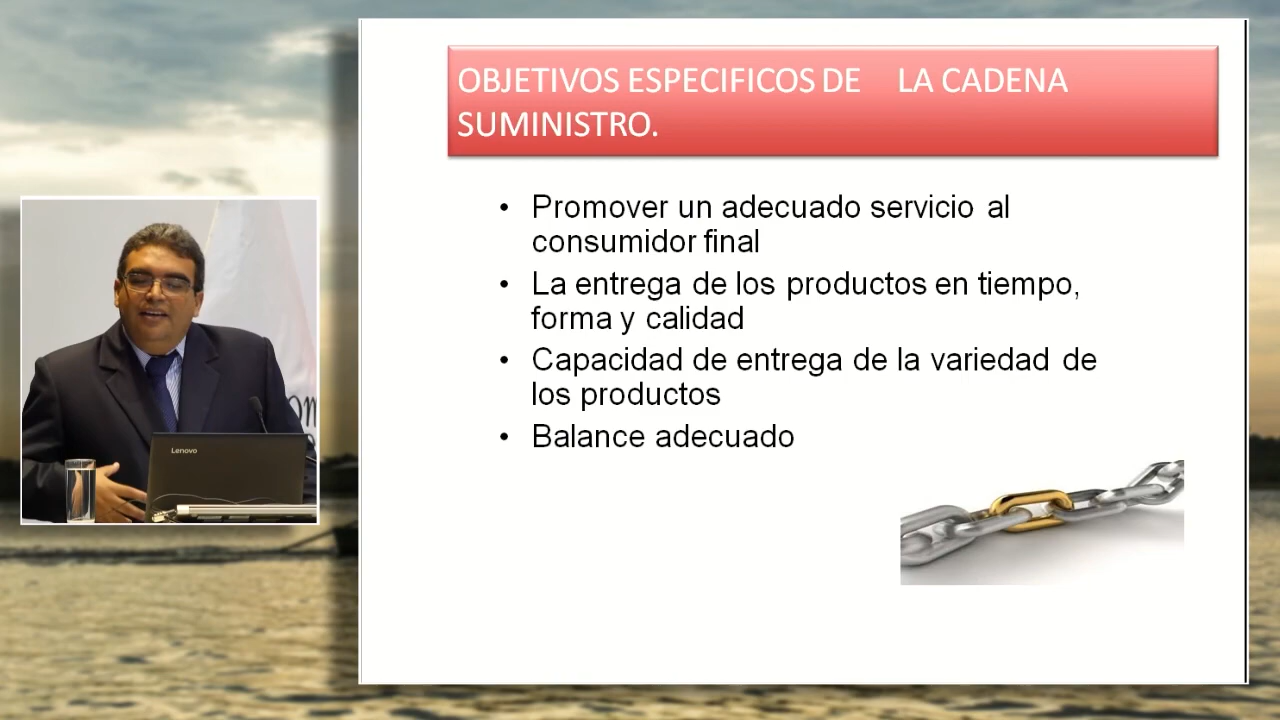 OBJETIVOS ESPECIFICOS DE LA CADENA
SUMINISTRO.
• Promover un adecuado servicio al
consumidor final
• La entrega de los productos en tiempo,
forma y calidad
• Capacidad de entrega de la variedad de
los productos
• Balance adecuado
Lenovo